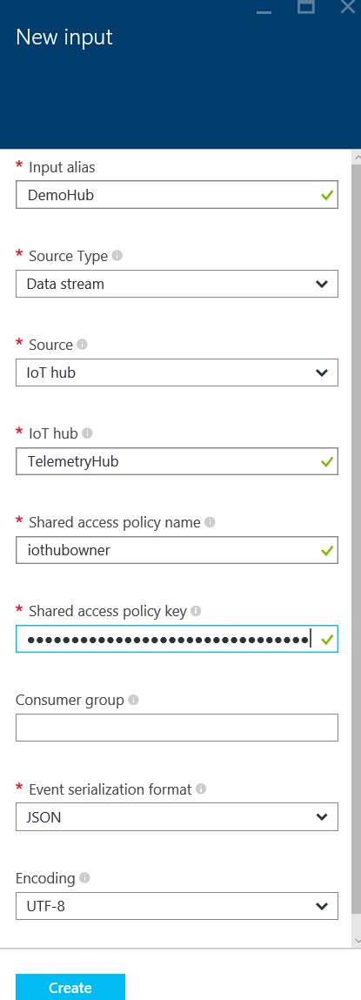 New input
* Input alias
DemoHub
* Source Type
Data stream
* Source
IoT hub
* IoT hub
TelemetryHub
* Shared access policy name
iothubowner
* Shared access policy key
••••••••••••••••••••••••••••••••
Consumer group
* Event serialization format
JSON
Encoding
UTF-8
Create